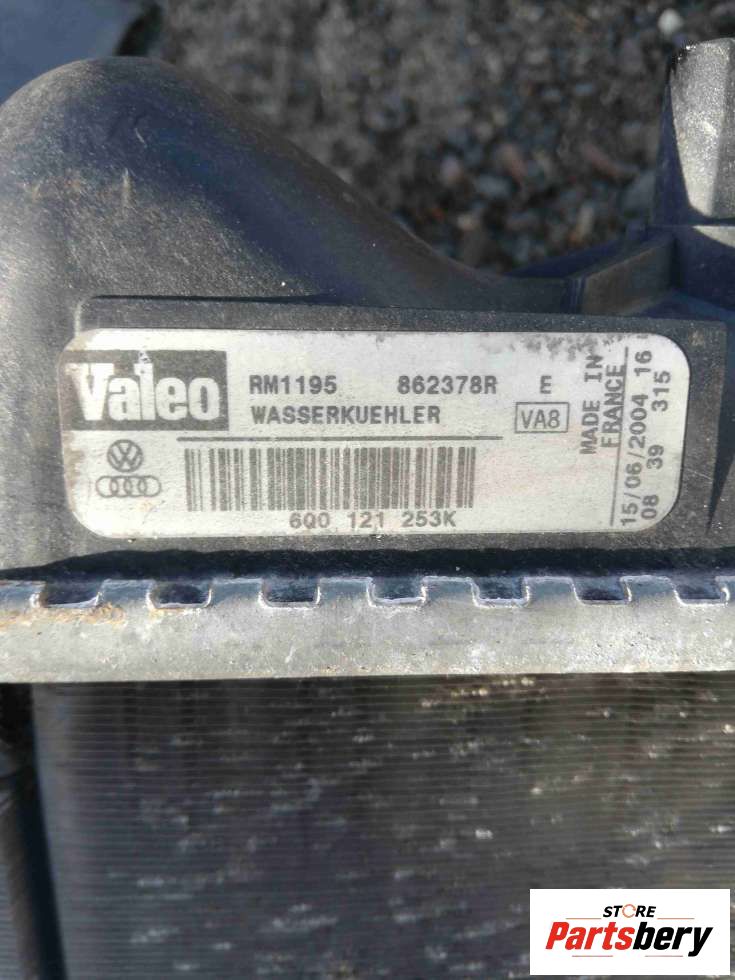 Valeo
RM1195 862378R E
WASSERKUEHLER
VA8
6Q0 121 253K
MADE IN
FRANCE
15/06/2004 16
08 39 315
STORE
Partsbery